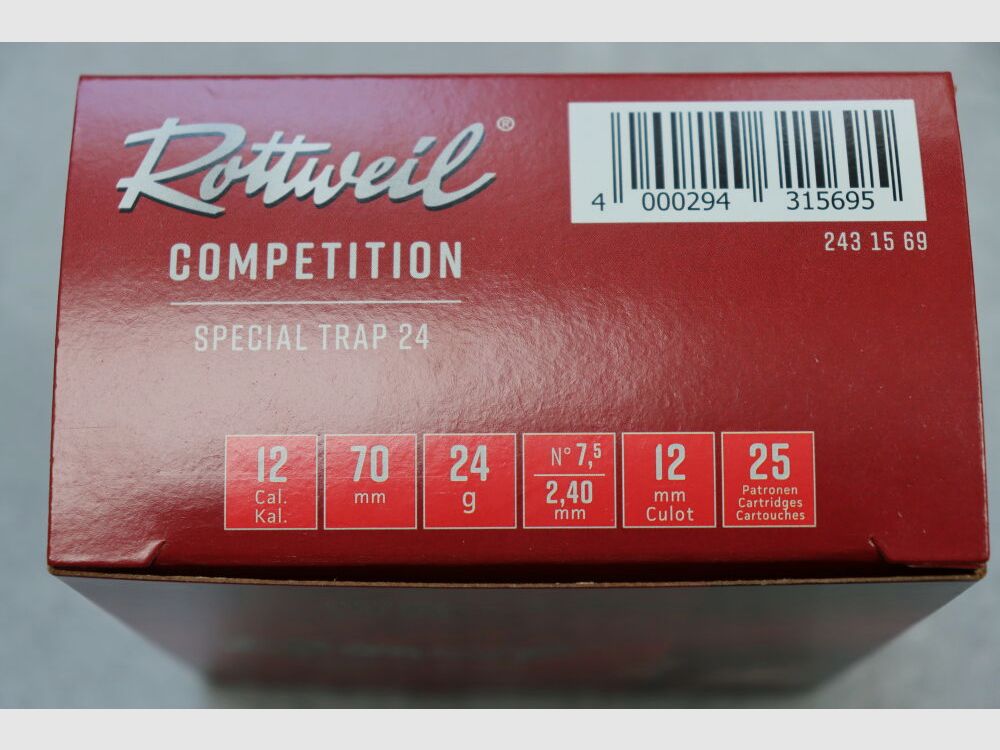 Rottweil®
COMPETITION
SPECIAL TRAP 24
4 000294 315695
243 15 69
12
Cal.
Kal.
70
mm
24
g
N° 7,5
2,40
mm
12
mm
Culot
25
Patronen
Cartridges
Cartouches